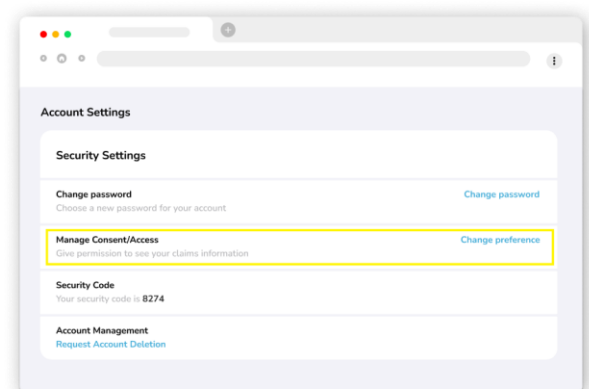 Account Settings
Security Settings
Change password
Change password
Choose a new password for your account
Manage Consent/Access
Change preference
Give permission to see your claims information
Security Code
Your security code is 8274
Account Management
Request Account Deletion